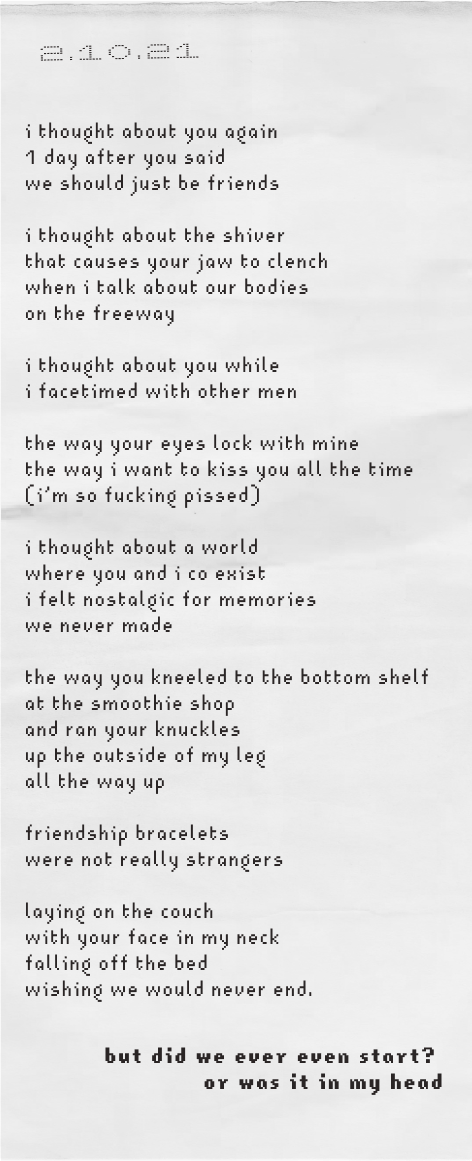 2.10.21
i thought about you again
1 day after you said
we should just be friends
i thought about the shiver
that causes your jaw to clench
when i talk about our bodies
on the freeway
i thought about you while
i facetimed with other men
the way your eyes lock with mine
the way i want to kiss you all the time
(i'm so fucking pissed)
i thought about a world
where you and i co exist
i felt nostalgic for memories
we never made
the way you kneeled to the bottom shelf
at the smoothie shop
and ran your knuckles
up the outside of my leg
all the way up
friendship bracelets
were not really strangers
laying on the couch
with your face in my neck
falling off the bed
wishing we would never end.
but did we ever even start?
or was it in my head